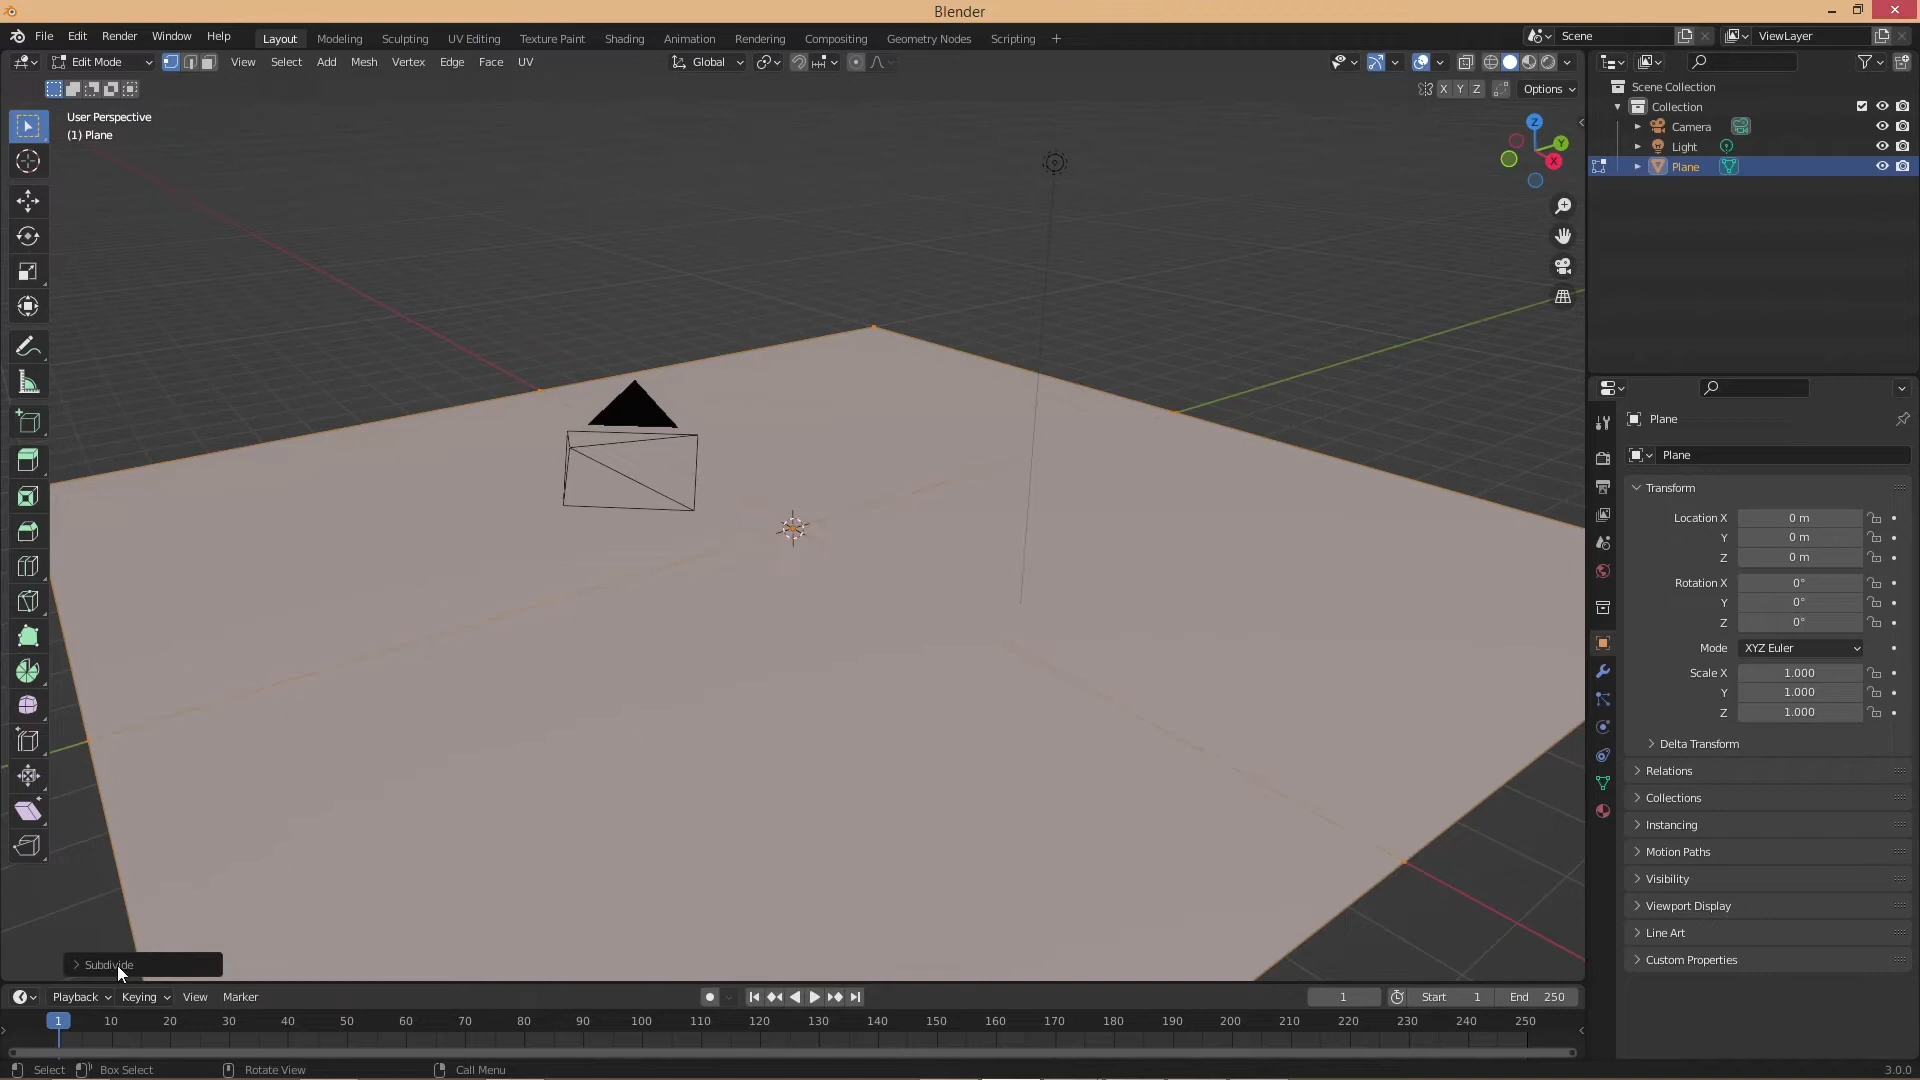 Blender
File Edit Render Window Help
Layout Modeling Sculpting UV Editing Texture Paint Shading Animation Rendering Compositing Geometry Nodes Scripting +
Scene
ViewLayer
Edit Mode
View Select Add Mesh Vertex Edge Face UV
Global
X Y Z
Options
User Perspective
(1) Plane
Z
Y
X
Scene Collection
Collection
Camera
Light
Plane
Plane
Plane
Transform
Location X 0 m
Y 0 m
Z 0 m
Rotation X 0°
Y 0°
Z 0°
Mode XYZ Euler
Scale X 1.000
Y 1.000
Z 1.000
Delta Transform
Relations
Collections
Instancing
Motion Paths
Visibility
Viewport Display
Line Art
Custom Properties
Subdivide
Playback Keying View Marker
1
Start 1
End 250
1 10 20 30 40 50 60 70 80 90 100 110 120 130 140 150 160 170 180 190 200 210 220 230 240 250
Select Box Select Rotate View Call Menu
3.0.0